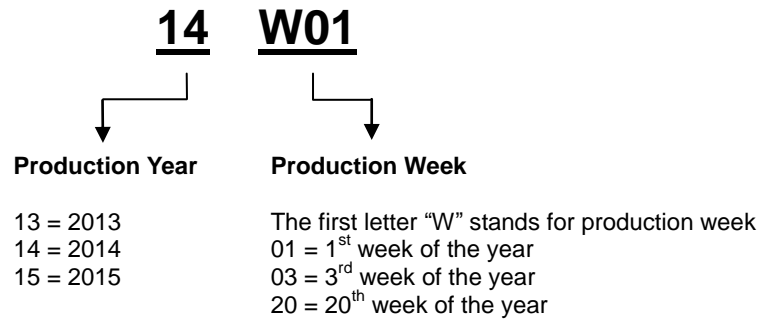 14 W01
Production Year Production Week
13 = 2013 The first letter “W” stands for production week
14 = 2014 01 = 1st week of the year
15 = 2015 03 = 3rd week of the year
20 = 20th week of the year